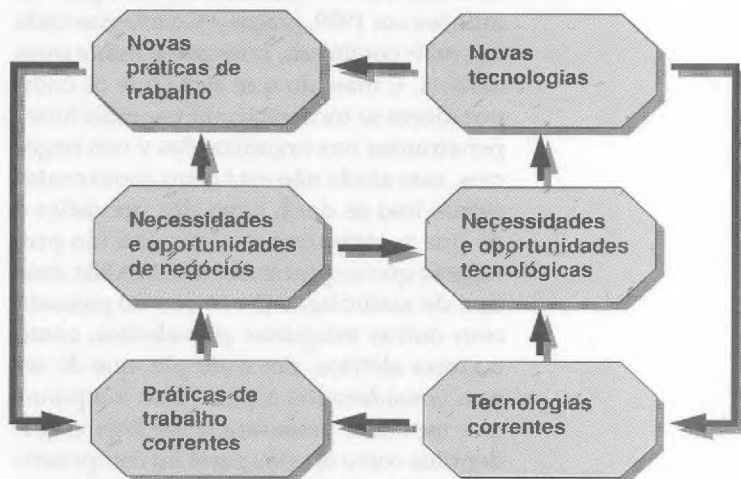 Novas
práticas de
trabalho
Novas
tecnologias
Necessidades
e oportunidades
de negócios
Necessidades
e oportunidades
tecnológicas
Práticas de
trabalho
correntes
Tecnologias
correntes